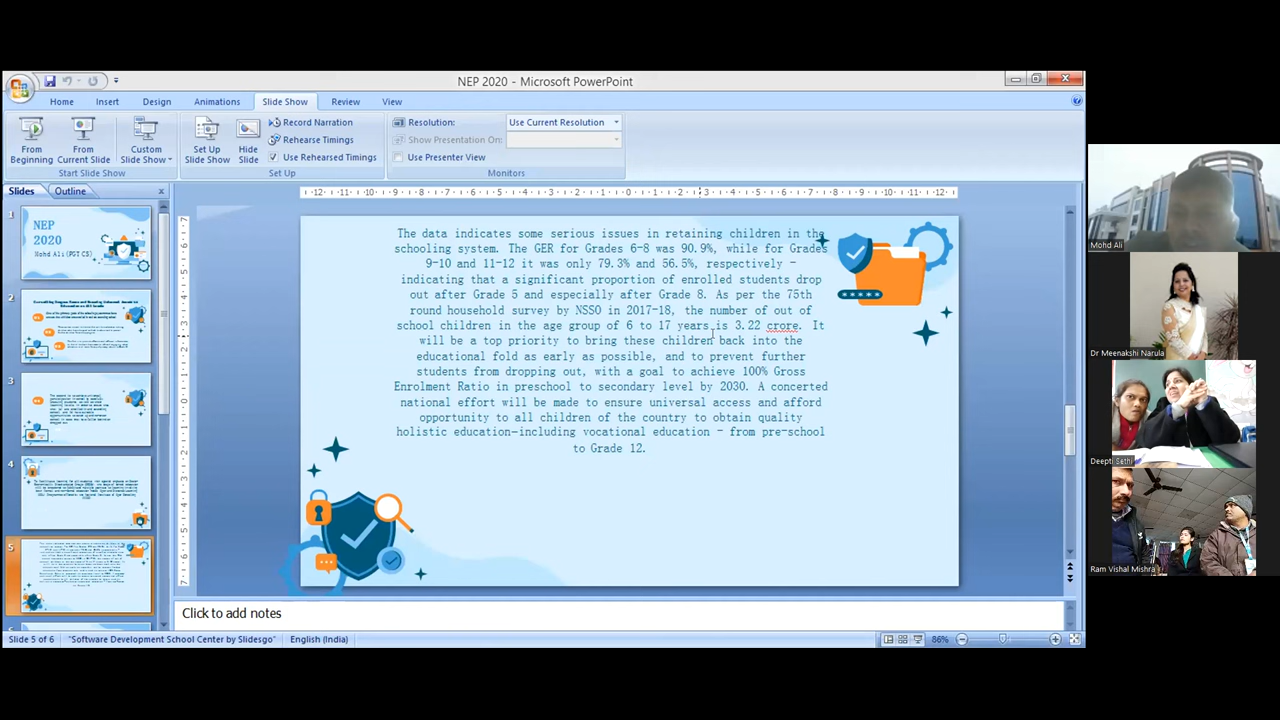 NEP 2020 - Microsoft PowerPoint
Home Insert Design Animations Slide Show Review View
From Beginning
From Current Slide
Custom Slide Show
Start Slide Show
Set Up Slide Show
Hide Slide
Record Narration
Rehearse Timings
Use Rehearsed Timings
Set Up
Resolution: Use Current Resolution
Show Presentation On:
Use Presenter View
Monitors
Slides Outline
1
NEP
2020
Mohd Ali(PGT CS)
2
3
4
5
The data indicates some serious issues in retaining children in the
schooling system. The GER for Grades 6-8 was 90.9%, while for Grades
9-10 and 11-12 it was only 79.3% and 56.5%, respectively –
indicating that a significant proportion of enrolled students drop
out after Grade 5 and especially after Grade 8. As per the 75th
round household survey by NSSO in 2017-18, the number of out of
school children in the age group of 6 to 17 years is 3.22 crore. It
will be a top priority to bring these children back into the
educational fold as early as possible, and to prevent further
students from dropping out, with a goal to achieve 100% Gross
Enrolment Ratio in preschool to secondary level by 2030. A concerted
national effort will be made to ensure universal access and afford
opportunity to all children of the country to obtain quality
holistic education–including vocational education – from pre-school
to Grade 12.
Click to add notes
Slide 5 of 6 "Software Development School Center by Slidesgo" English (India) 86%
Mohd Ali
Dr Meenakshi Narula
Deepti Sethi
Ram Vishal Mishra